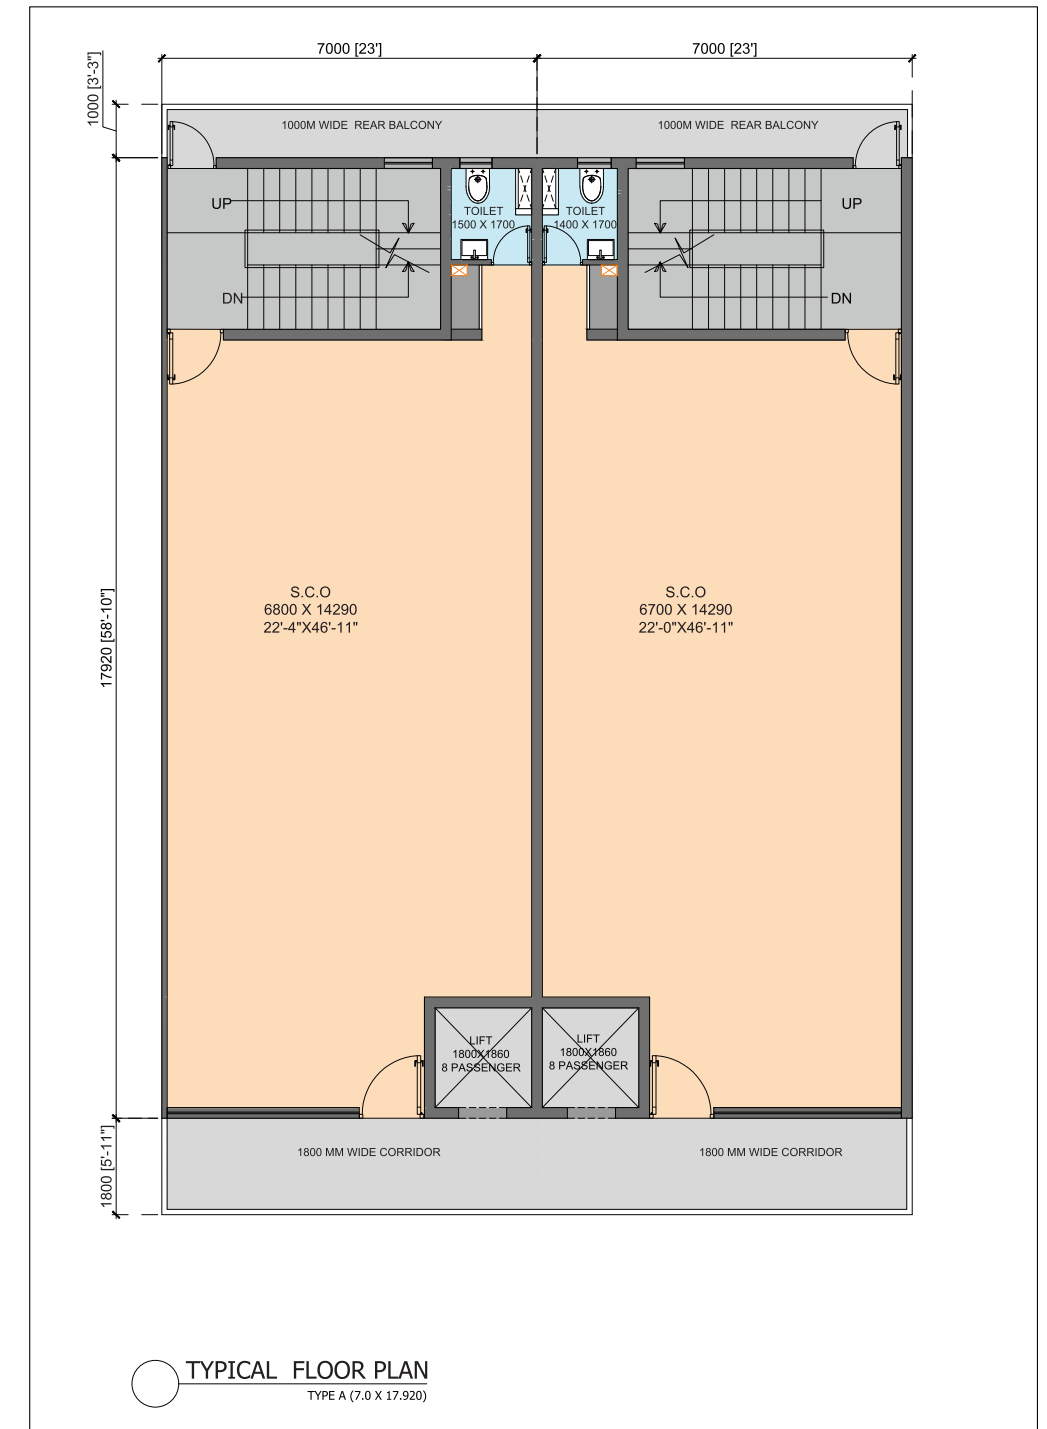 7000 [23']
7000 [23']
1000 [3'-3"]
1000M WIDE REAR BALCONY
1000M WIDE REAR BALCONY
UP
TOILET
1500 X 1700
TOILET
1400 X 1700
UP
DN
DN
S.C.O
6800 X 14290
22'-4"X46'-11"
S.C.O
6700 X 14290
22'-0"X46'-11"
17920 [58'-10"]
LIFT
1800X1860
8 PASSENGER
LIFT
1800X1860
8 PASSENGER
1800 [5'-11"]
1800 MM WIDE CORRIDOR
1800 MM WIDE CORRIDOR
TYPICAL FLOOR PLAN
TYPE A (7.0 X 17.920)